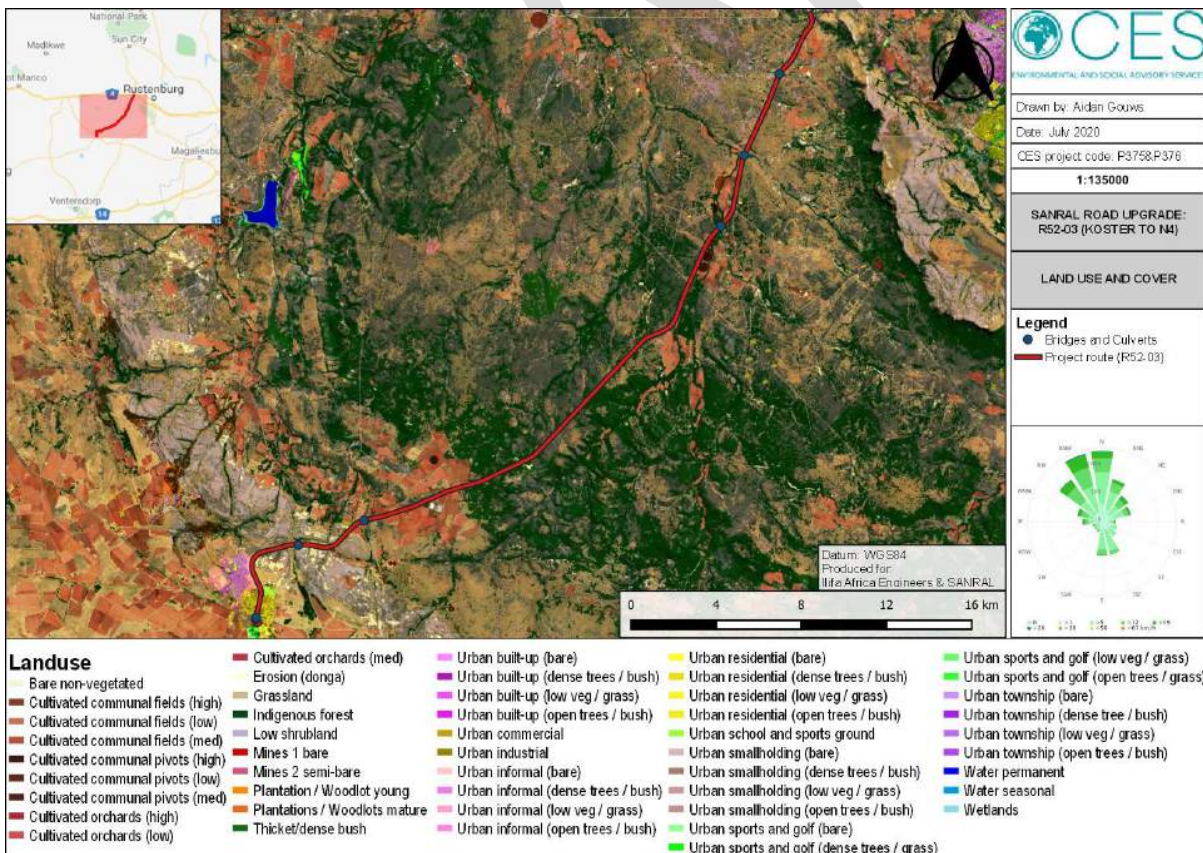 National Park
Sun City
Madikwe
ot Marico
4
Rustenburg
Magaliesbu
Ventersdorp
14
CES
ENVIRONMENTAL AND SOCIAL ADVISORY SERVICES
Drawn by: Aidan Gouws
Date: July 2020
CES project code: P375&P376
1:135000
SANRAL ROAD UPGRADE:
R52-03 (KOSTER TO N4)
LAND USE AND COVER
Legend
Bridges and Culverts
Project route (R52-03)
Datum: WGS84
Produced for:
Ilifa Africa Engineers & SANRAL
0 4 8 12 16 km
Landuse
Bare non-vegetated
Cultivated communal fields (high)
Cultivated communal fields (low)
Cultivated communal fields (med)
Cultivated communal pivots (high)
Cultivated communal pivots (low)
Cultivated communal pivots (med)
Cultivated orchards (high)
Cultivated orchards (low)
Cultivated orchards (med)
Erosion (donga)
Grassland
Indigenous forest
Low shrubland
Mines 1 bare
Mines 2 semi-bare
Plantation / Woodlot young
Plantations / Woodlots mature
Thicket/dense bush
Urban built-up (bare)
Urban built-up (dense trees / bush)
Urban built-up (low veg / grass)
Urban built-up (open trees / bush)
Urban commercial
Urban industrial
Urban informal (bare)
Urban informal (dense trees / bush)
Urban informal (low veg / grass)
Urban informal (open trees / bush)
Urban residential (bare)
Urban residential (dense trees / bush)
Urban residential (low veg / grass)
Urban residential (open trees / bush)
Urban school and sports ground
Urban smallholding (bare)
Urban smallholding (dense trees / bush)
Urban smallholding (low veg / grass)
Urban smallholding (open trees / bush)
Urban sports and golf (bare)
Urban sports and golf (dense trees / grass)
Urban sports and golf (low veg / grass)
Urban sports and golf (open trees / grass)
Urban township (bare)
Urban township (dense tree / bush)
Urban township (low veg / grass)
Urban township (open trees / bush)
Water permanent
Water seasonal
Wetlands